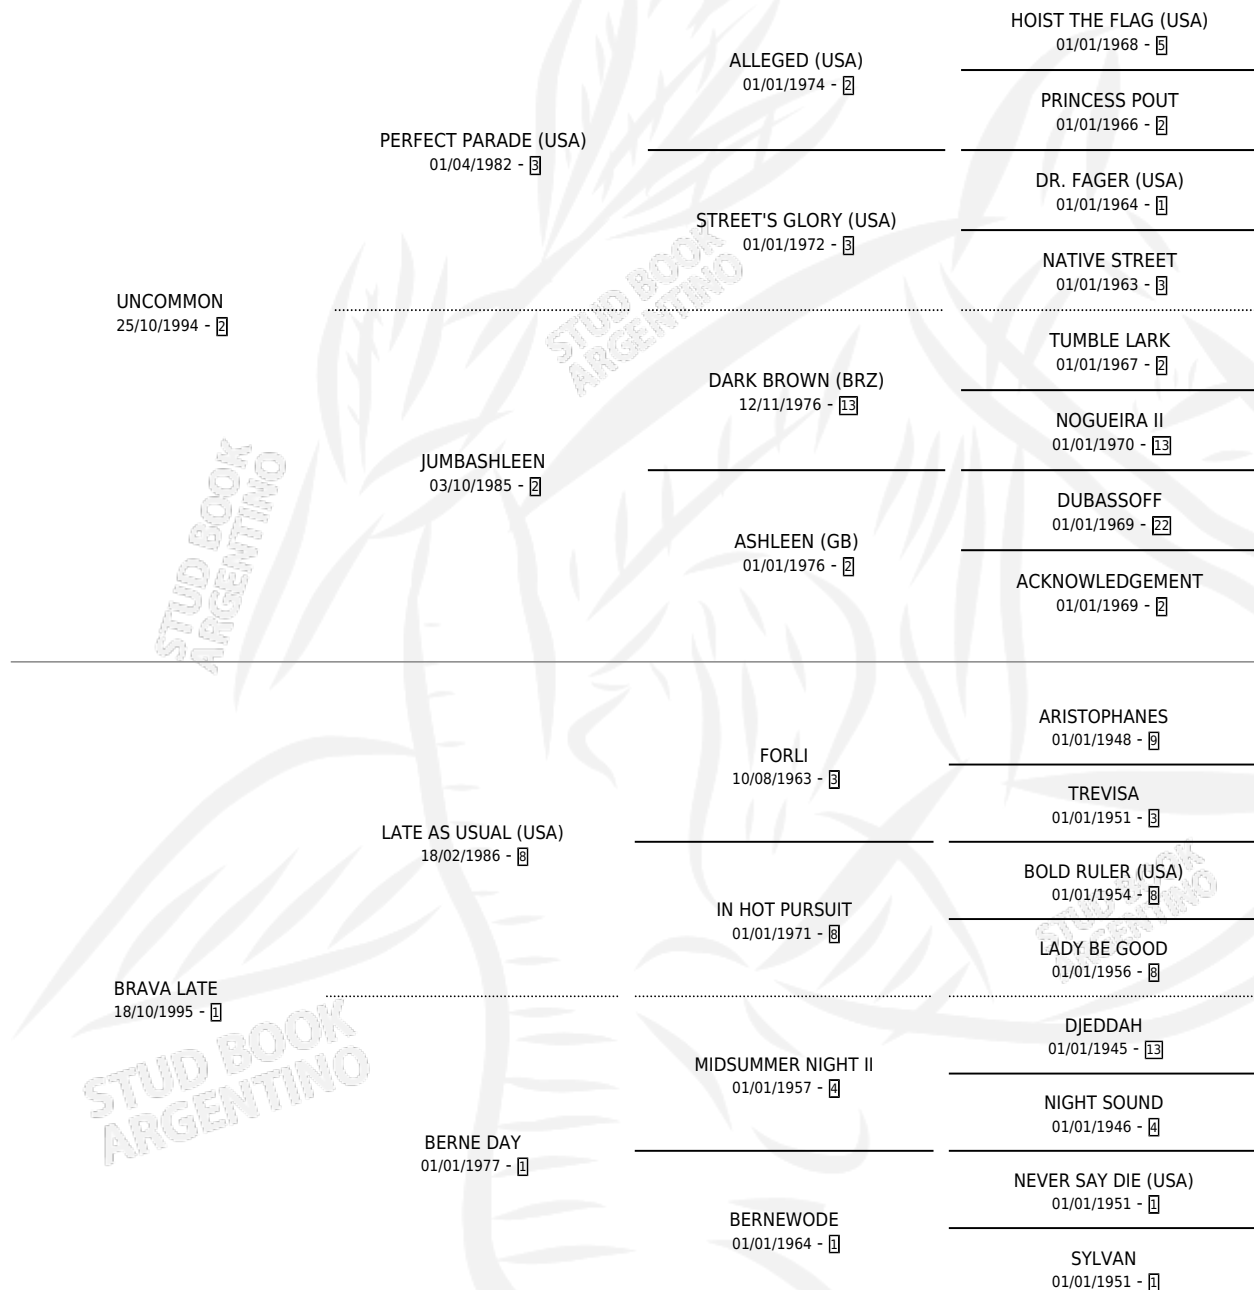 HOIST THE FLAG (USA)
01/01/1968 - 5
ALLEGED (USA)
01/01/1974 - 2
PRINCESS POUT
01/01/1966 - 2
PERFECT PARADE (USA)
01/04/1982 - 3
DR. FAGER (USA)
01/01/1964 - 1
STREET'S GLORY (USA)
01/01/1972 - 3
NATIVE STREET
01/01/1963 - 3
UNCOMMON
25/10/1994 - 2
TUMBLE LARK
01/01/1967 - 2
DARK BROWN (BRZ)
12/11/1976 - 13
NOGUEIRA II
01/01/1970 - 13
JUMBASHLEEN
03/10/1985 - 2
DUBASSOFF
01/01/1969 - 22
ASHLEEN (GB)
01/01/1976 - 2
ACKNOWLEDGEMENT
01/01/1969 - 2
ARISTOPHANES
01/01/1948 - 9
FORLI
10/08/1963 - 3
TREVISA
01/01/1951 - 3
LATE AS USUAL (USA)
18/02/1986 - 8
BOLD RULER (USA)
01/01/1954 - 8
IN HOT PURSUIT
01/01/1971 - 8
LADY BE GOOD
01/01/1956 - 8
BRAVA LATE
18/10/1995 - 1
DJEDDAH
01/01/1945 - 13
MIDSUMMER NIGHT II
01/01/1957 - 4
NIGHT SOUND
01/01/1946 - 4
BERNE DAY
01/01/1977 - 1
NEVER SAY DIE (USA)
01/01/1951 - 1
BERNEWODE
01/01/1964 - 1
SYLVAN
01/01/1951 - 1
STUD BOOK
ARGENTINO
STUD BOOK
ARGENTINO
STUD BOOK
ARGENTINO
STUD BOOK
ARGENTINO